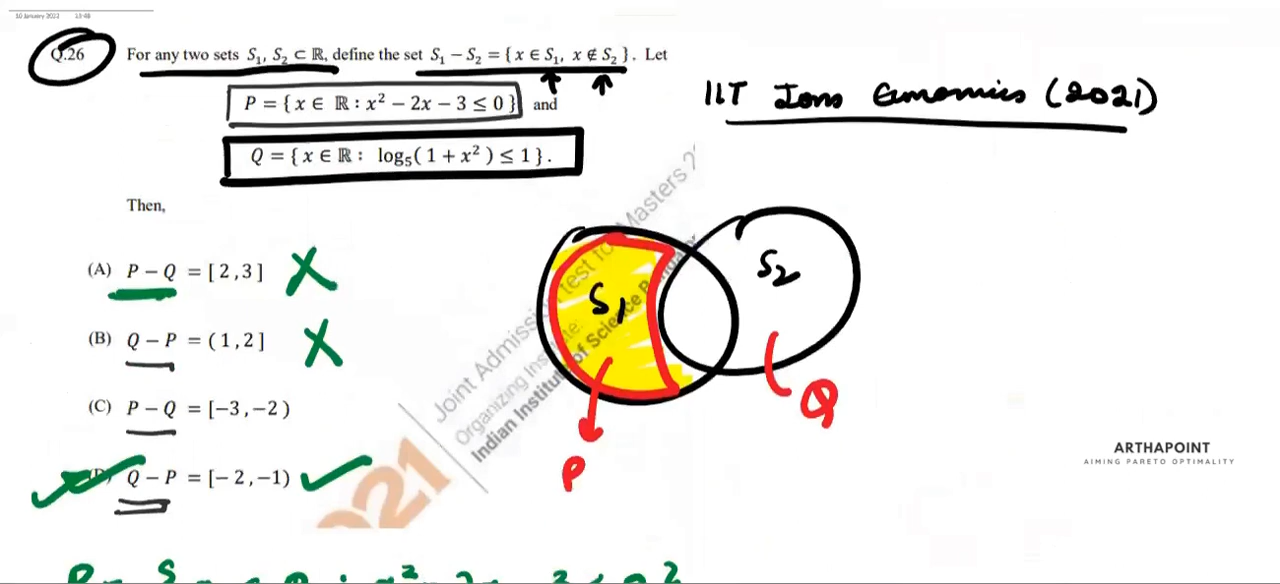 10 January 2022 13:48
Q.26 For any two sets S₁, S₂ ⊂ ℝ, define the set S₁ − S₂ = { x ∈ S₁, x ∉ S₂ }. Let
P = { x ∈ ℝ : x² − 2x − 3 ≤ 0 } and
Q = { x ∈ ℝ : log₅( 1 + x² ) ≤ 1 }.
IIT Jam Economics (2021)
Then,
(A) P − Q = [ 2 , 3 ]
(B) Q − P = ( 1 , 2 ]
(C) P − Q = [−3 , −2 )
Q − P = [− 2 , −1)
S₁
S₂
P
Q
Joint Admission Test for Masters
Organizing Institute:
Indian Institute of Science
2021
ARTHAPOINT
AIMING PARETO OPTIMALITY